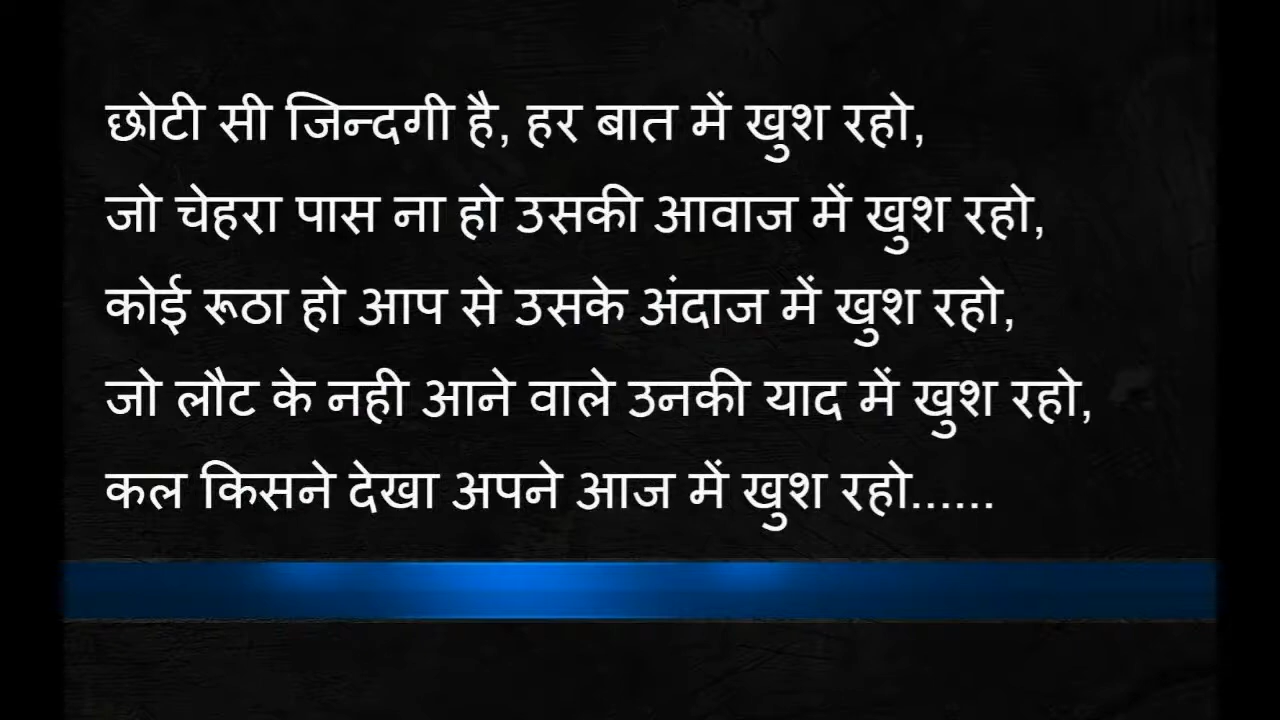 छोटी सी जिन्दगी है, हर बात में खुश रहो,
जो चेहरा पास ना हो उसकी आवाज में खुश रहो,
कोई रूठा हो आप से उसके अंदाज में खुश रहो,
जो लौट के नही आने वाले उनकी याद में खुश रहो,
कल किसने देखा अपने आज में खुश रहो......